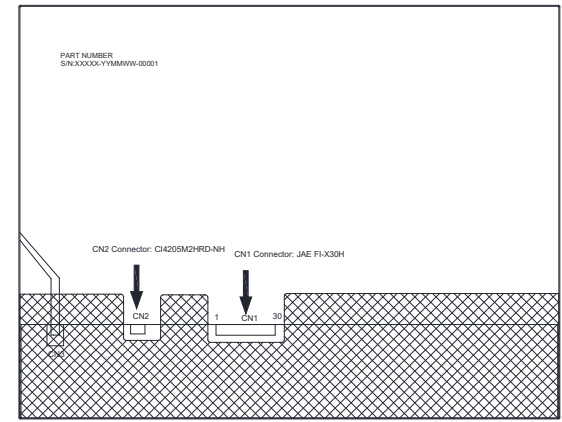 PART NUMBER
S/N:XXXXX-YYMMWW-00001
CN2 Connector: CI4205M2HRD-NH
CN1 Connector: JAE FI-X30H
CN2
1 CN1 30
CN3